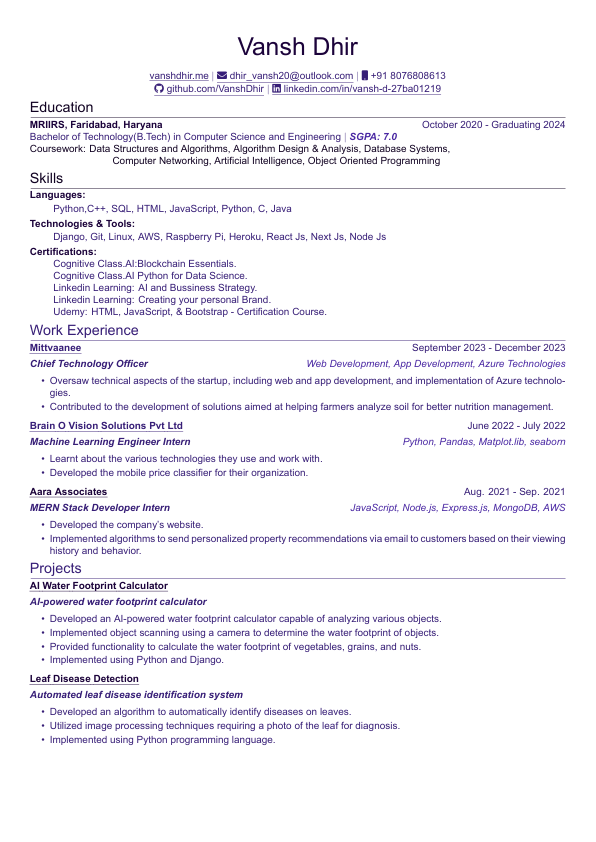 Vansh Dhir
vanshdhir.me | dhir_vansh20@outlook.com | +91 8076808613
github.com/VanshDhir | linkedin.com/in/vansh-d-27ba01219
Education
MRIIRS, Faridabad, Haryana October 2020 - Graduating 2024
Bachelor of Technology(B.Tech) in Computer Science and Engineering | SGPA: 7.0
Coursework: Data Structures and Algorithms, Algorithm Design & Analysis, Database Systems,
Computer Networking, Artificial Intelligence, Object Oriented Programming
Skills
Languages:
Python,C++, SQL, HTML, JavaScript, Python, C, Java
Technologies & Tools:
Django, Git, Linux, AWS, Raspberry Pi, Heroku, React Js, Next Js, Node Js
Certifications:
Cognitive Class.AI:Blockchain Essentials.
Cognitive Class.AI Python for Data Science.
Linkedin Learning: AI and Bussiness Strategy.
Linkedin Learning: Creating your personal Brand.
Udemy: HTML, JavaScript, & Bootstrap - Certification Course.
Work Experience
Mittvaanee September 2023 - December 2023
Chief Technology Officer Web Development, App Development, Azure Technologies
• Oversaw technical aspects of the startup, including web and app development, and implementation of Azure technolo-
gies.
• Contributed to the development of solutions aimed at helping farmers analyze soil for better nutrition management.
Brain O Vision Solutions Pvt Ltd June 2022 - July 2022
Machine Learning Engineer Intern Python, Pandas, Matplot.lib, seaborn
• Learnt about the various technologies they use and work with.
• Developed the mobile price classifier for their organization.
Aara Associates Aug. 2021 - Sep. 2021
MERN Stack Developer Intern JavaScript, Node.js, Express.js, MongoDB, AWS
• Developed the company's website.
• Implemented algorithms to send personalized property recommendations via email to customers based on their viewing
history and behavior.
Projects
AI Water Footprint Calculator
AI-powered water footprint calculator
• Developed an AI-powered water footprint calculator capable of analyzing various objects.
• Implemented object scanning using a camera to determine the water footprint of objects.
• Provided functionality to calculate the water footprint of vegetables, grains, and nuts.
• Implemented using Python and Django.
Leaf Disease Detection
Automated leaf disease identification system
• Developed an algorithm to automatically identify diseases on leaves.
• Utilized image processing techniques requiring a photo of the leaf for diagnosis.
• Implemented using Python programming language.